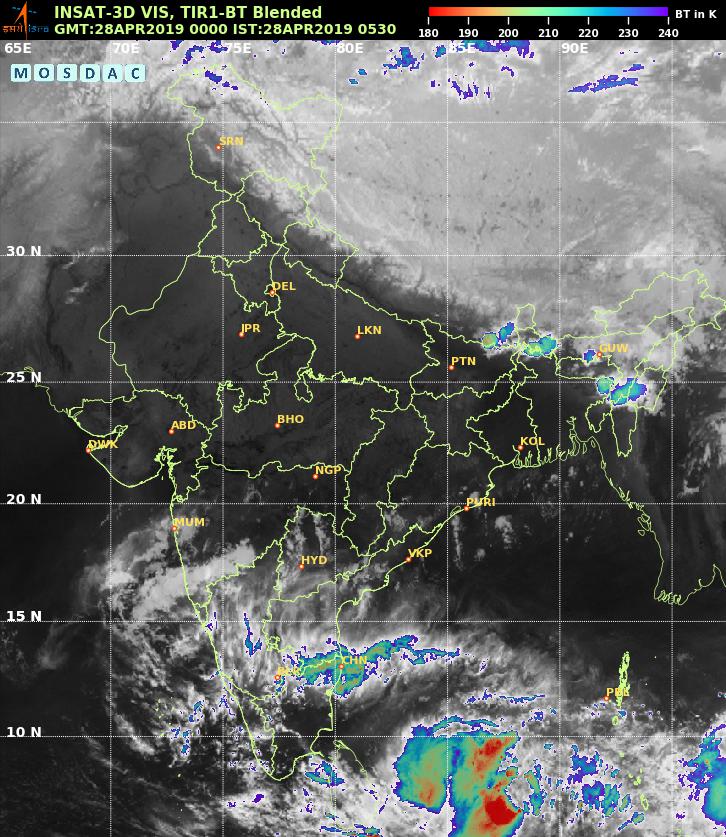 INSAT-3D VIS, TIR1-BT Blended
GMT:28APR2019 0000 IST:28APR2019 0530
BT in K
180 190 200 210 220 230 240
65E 70E 75E 80E 85E 90E
MOSDAC
SRN
30 N
DEL
JPR LKN
GUW
PTN
25 N
ABD BHO
DWK KOL
NGP
20 N PURI
MUM
HYD VKP
15 N
CHN
PBL
10 N